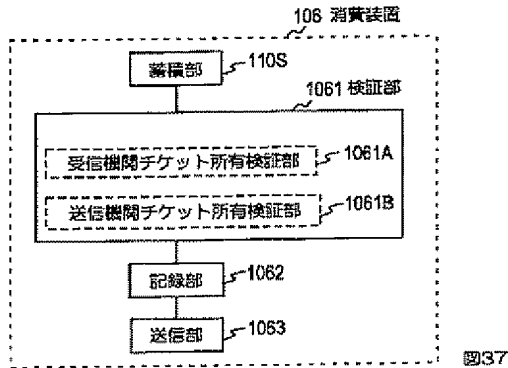 106 消費装置
蓄積部
110S
1061 検証部
受信機関チケット所有検証部
1061A
送信機関チケット所有検証部
1061B
記録部
1062
送信部
1063
図37